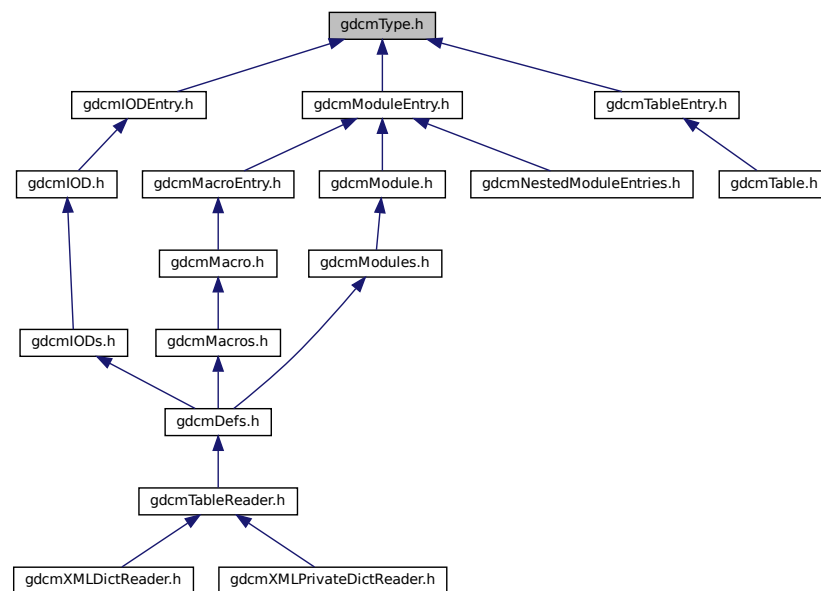 gdcmType.h
gdcmIODEntry.h
gdcmModuleEntry.h
gdcmTableEntry.h
gdcmIOD.h
gdcmMacroEntry.h
gdcmModule.h
gdcmNestedModuleEntries.h
gdcmTable.h
gdcmMacro.h
gdcmModules.h
gdcmIODs.h
gdcmMacros.h
gdcmDefs.h
gdcmTableReader.h
gdcmXMLDictReader.h
gdcmXMLPrivateDictReader.h